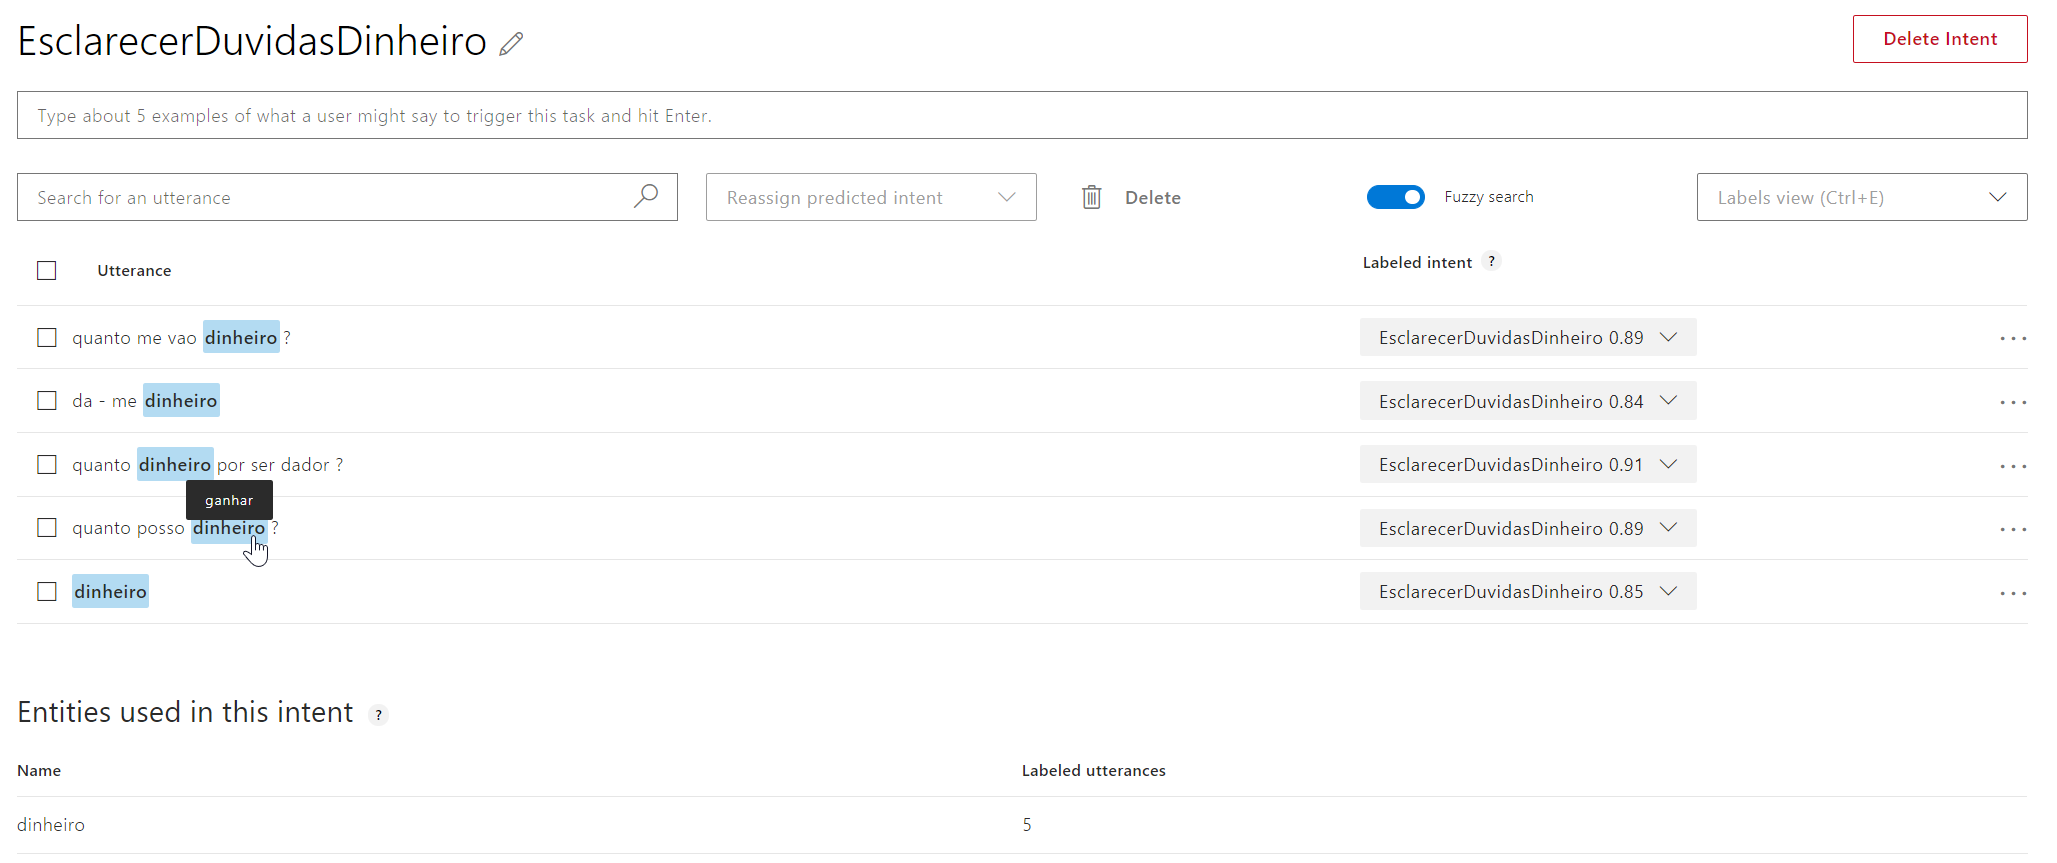 EsclarecerDuvidasDinheiro
Delete Intent
Type about 5 examples of what a user might say to trigger this task and hit Enter.
Search for an utterance
Reassign predicted intent
Delete
Fuzzy search
Labels view (Ctrl+E)
Utterance
Labeled intent ?
quanto me vao dinheiro ?
EsclarecerDuvidasDinheiro 0.89
da - me dinheiro
EsclarecerDuvidasDinheiro 0.84
quanto dinheiro por ser dador ?
EsclarecerDuvidasDinheiro 0.91
ganhar
quanto posso dinheiro ?
EsclarecerDuvidasDinheiro 0.89
dinheiro
EsclarecerDuvidasDinheiro 0.85
Entities used in this intent ?
Name
Labeled utterances
dinheiro
5